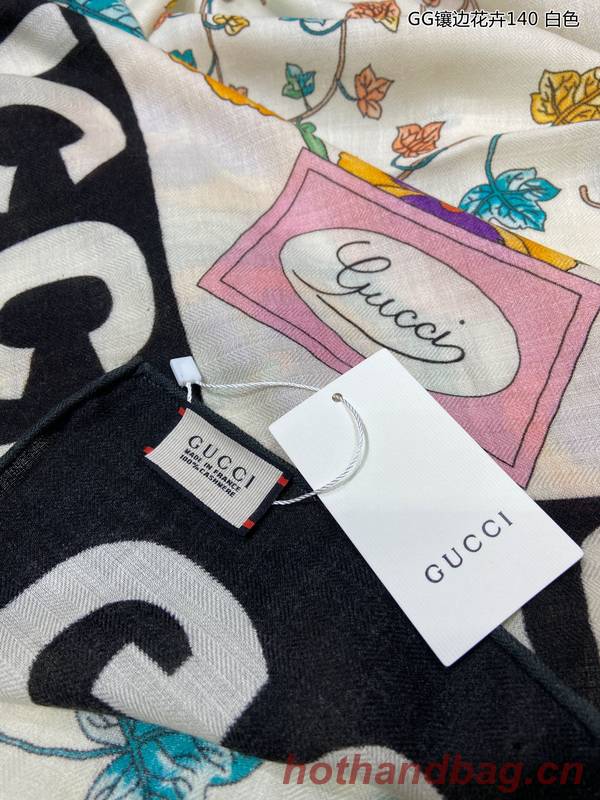 GG镶边花卉140 白色
Gucci
GUCCI
MADE IN FRANCE
100% CASHMERE
GUCCI
hothandbag.cn